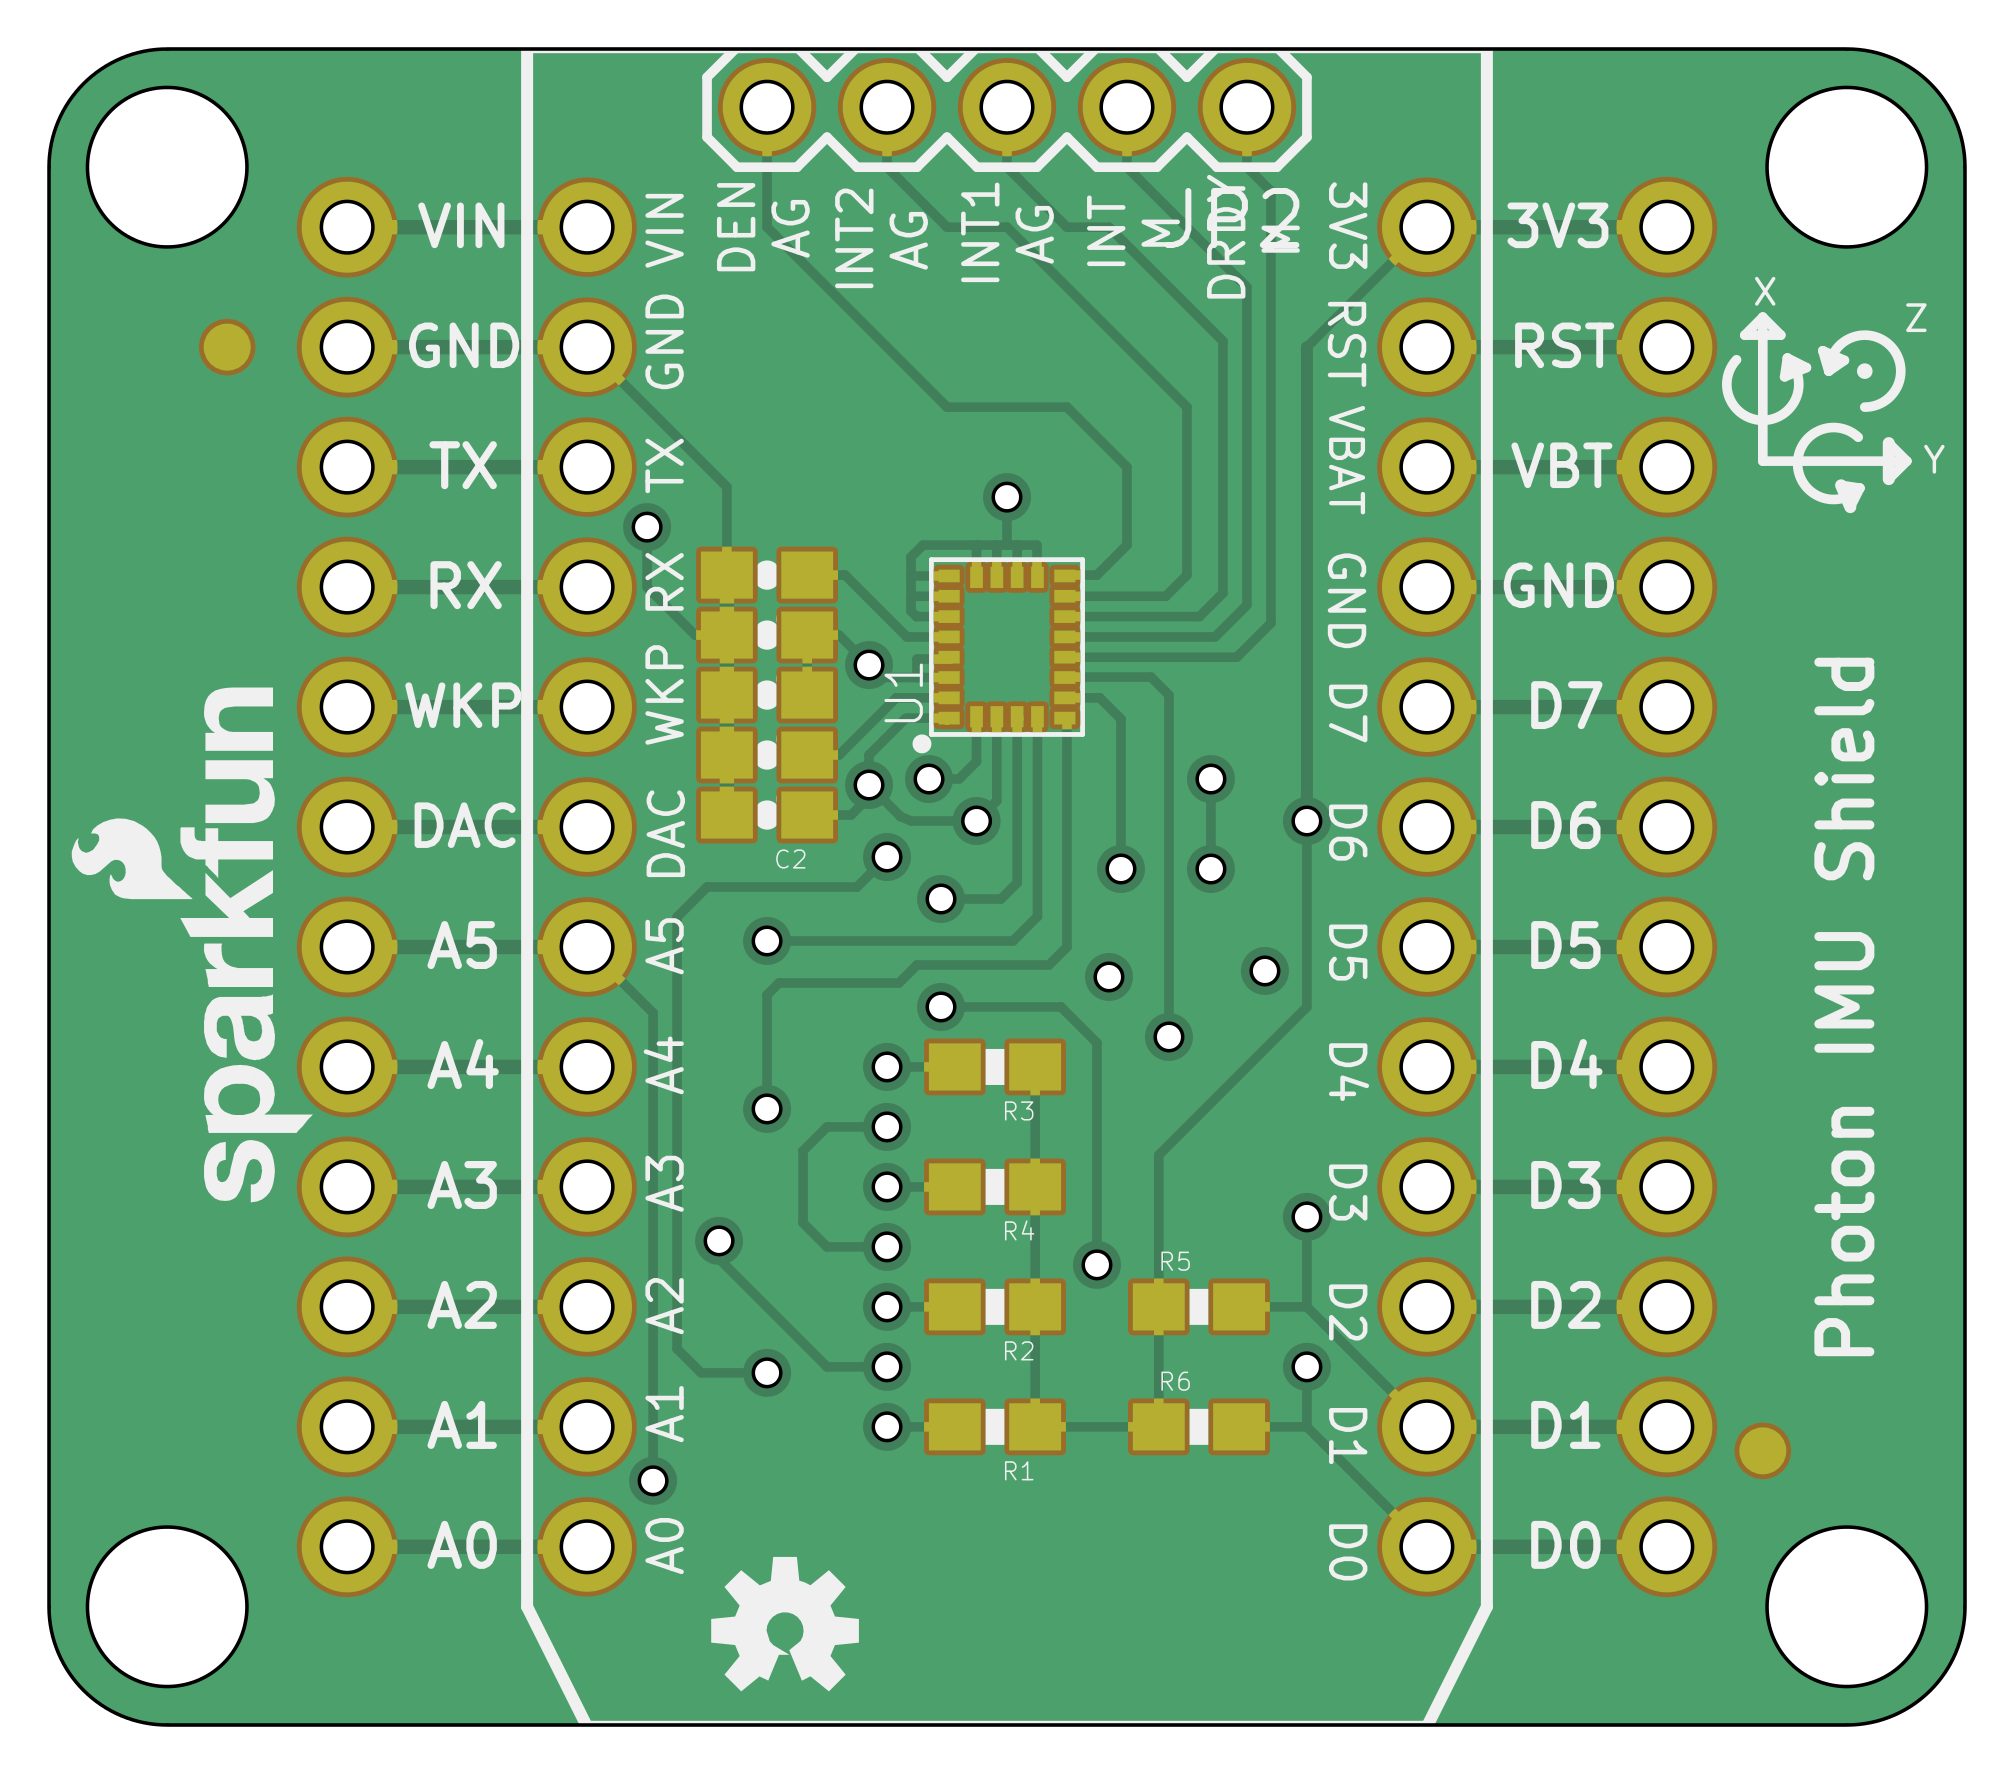 DEN AG
INT2 AG
INT1 AG
INT M
DRDY M
VIN VIN 3V3 3V3
GND GND RST RST
TX TX VBAT VBT
RX RX GND GND
WKP WKP D7 D7
DAC DAC D6 D6
A5 A5 D5 D5
A4 A4 D4 D4
A3 A3 D3 D3
A2 A2 D2 D2
A1 A1 D1 D1
A0 A0 D0 D0
X
Z
Y
U1
C2
R3
R4
R5
R2
R6
R1
sparkfun
Photon IMU Shield